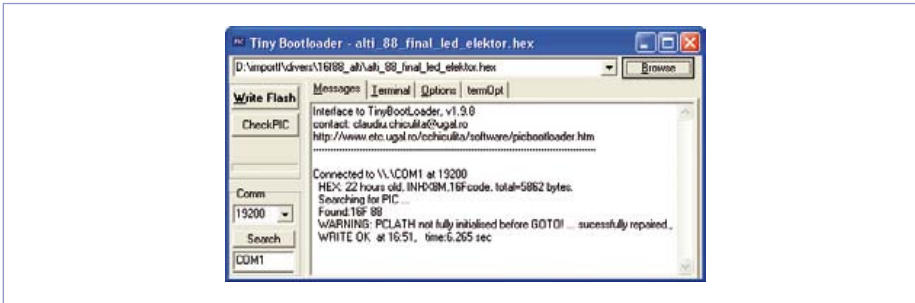 Tiny Bootloader - alti_88_final_led_elektor.hex
D:\import\divers\16f88_alti\alti_88_final_led_elektor.hex
Browse
Write Flash
CheckPIC
Messages Terminal Options termOpt
Interface to TinyBootLoader, v1.9.8
contact: claudiu.chiculita@ugal.ro
http://www.etc.ugal.ro/cchiculita/software/picbootloader.htm
Connected to \\.\COM1 at 19200
HEX: 22 hours old, INHX8M,16Fcode, total=5862 bytes.
Searching for PIC ...
Found:16F 88
WARNING: PCLATH not fully initialised before GOTO! ... sucessfully repaired.,
WRITE OK at 16:51, time:6.265 sec
Comm
19200
Search
COM1